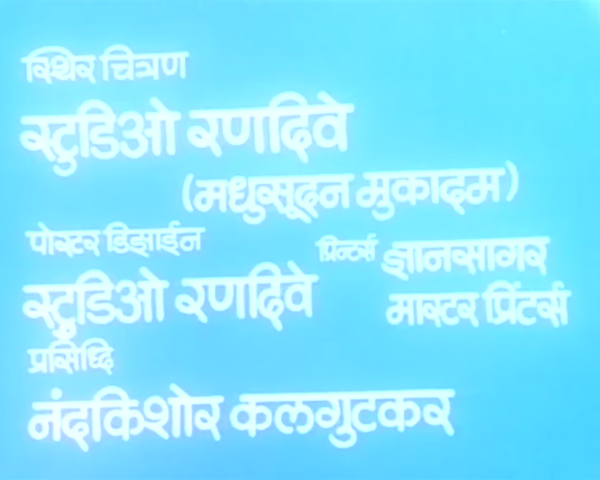 स्थिर चित्रण
स्टुडिओ रणदिवे
(मधुसूदन मुकादम)
पोस्टर डिझाईन
स्टुडिओ रणदिवे
प्रिन्टर्स ज्ञानसागर
मास्टर प्रिंटर्स
प्रसिध्दि
नंदकिशोर कलगुटकर